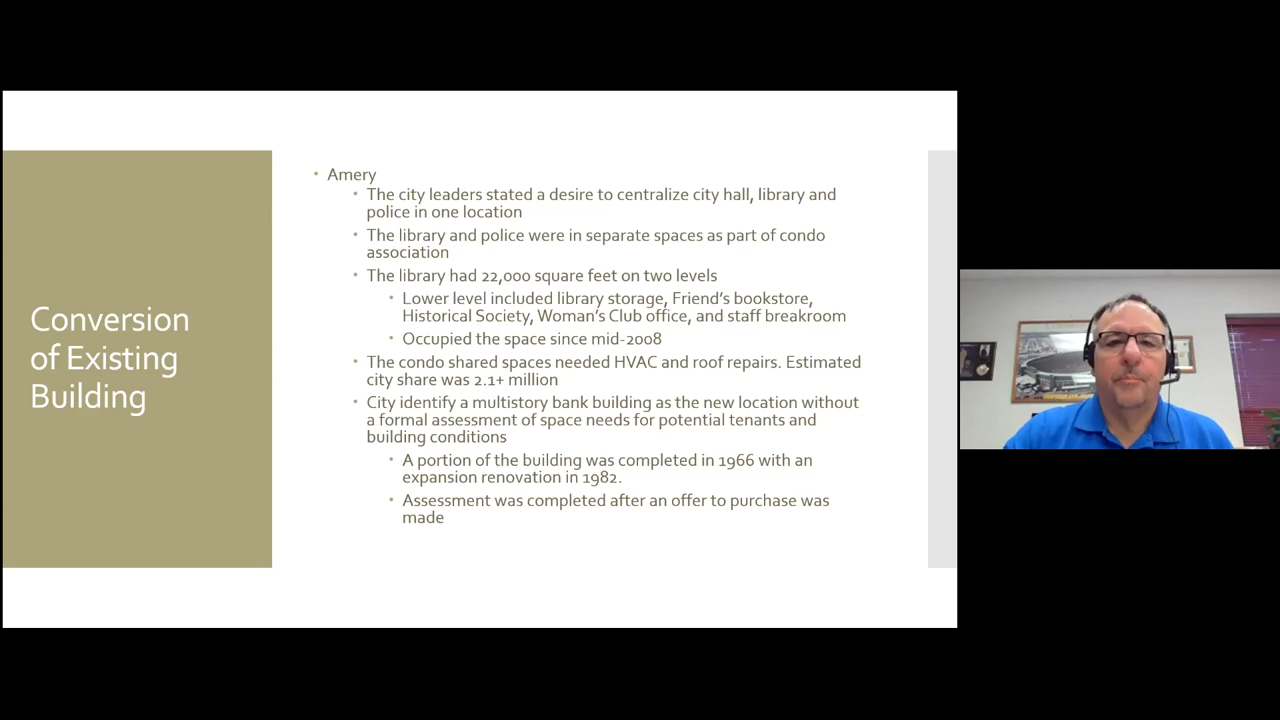 Conversion
of Existing
Building
• Amery
• The city leaders stated a desire to centralize city hall, library and
police in one location
• The library and police were in separate spaces as part of condo
association
• The library had 22,000 square feet on two levels
• Lower level included library storage, Friend's bookstore,
Historical Society, Woman's Club office, and staff breakroom
• Occupied the space since mid-2008
• The condo shared spaces needed HVAC and roof repairs. Estimated
city share was 2.1+ million
• City identify a multistory bank building as the new location without
a formal assessment of space needs for potential tenants and
building conditions
• A portion of the building was completed in 1966 with an
expansion renovation in 1982.
• Assessment was completed after an offer to purchase was
made